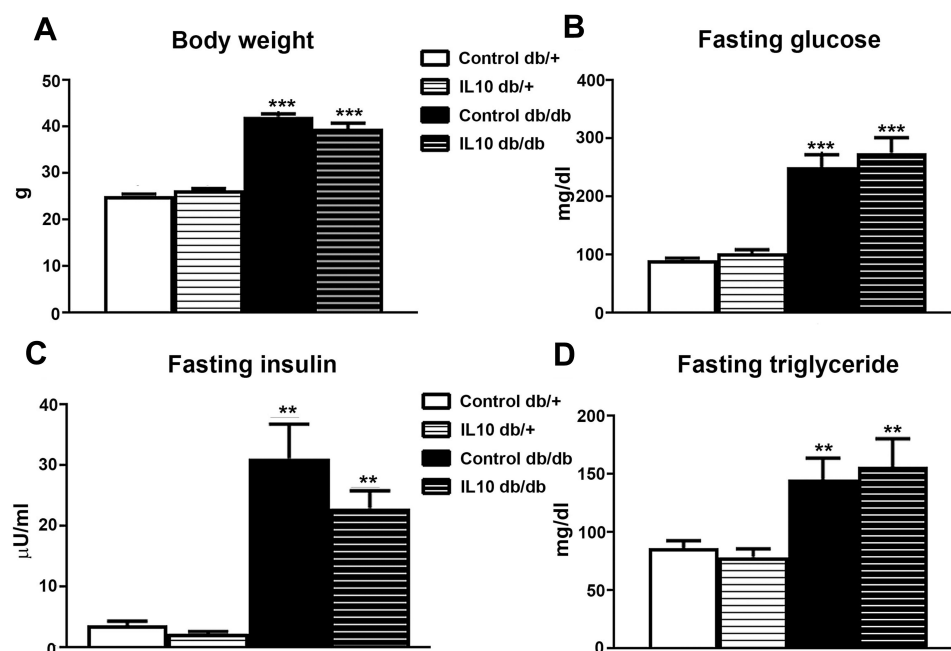 A
Body weight
g
50
40
30
20
10
0
***
***
Control db/+
IL10 db/+
Control db/db
IL10 db/db
B
Fasting glucose
mg/dl
400
300
200
100
0
***
***
C
Fasting insulin
μU/ml
40
30
20
10
0
**
**
Control db/+
IL10 db/+
Control db/db
IL10 db/db
D
Fasting triglyceride
mg/dl
200
150
100
50
0
**
**